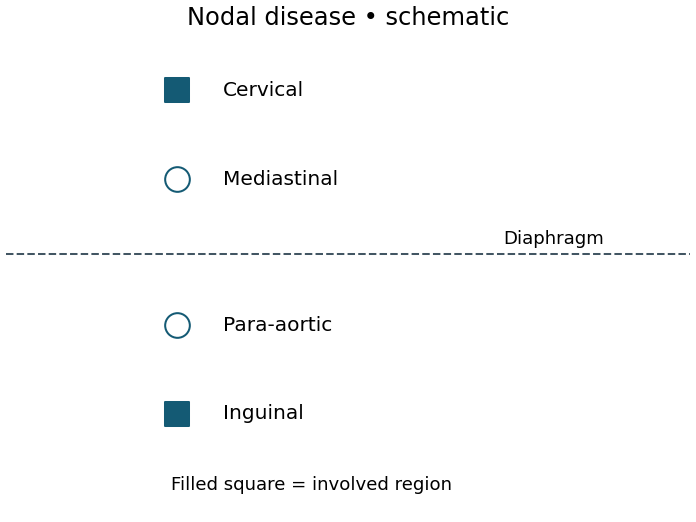 Nodal disease • schematic
Cervical
Mediastinal
Diaphragm
Para-aortic
Inguinal
Filled square = involved region